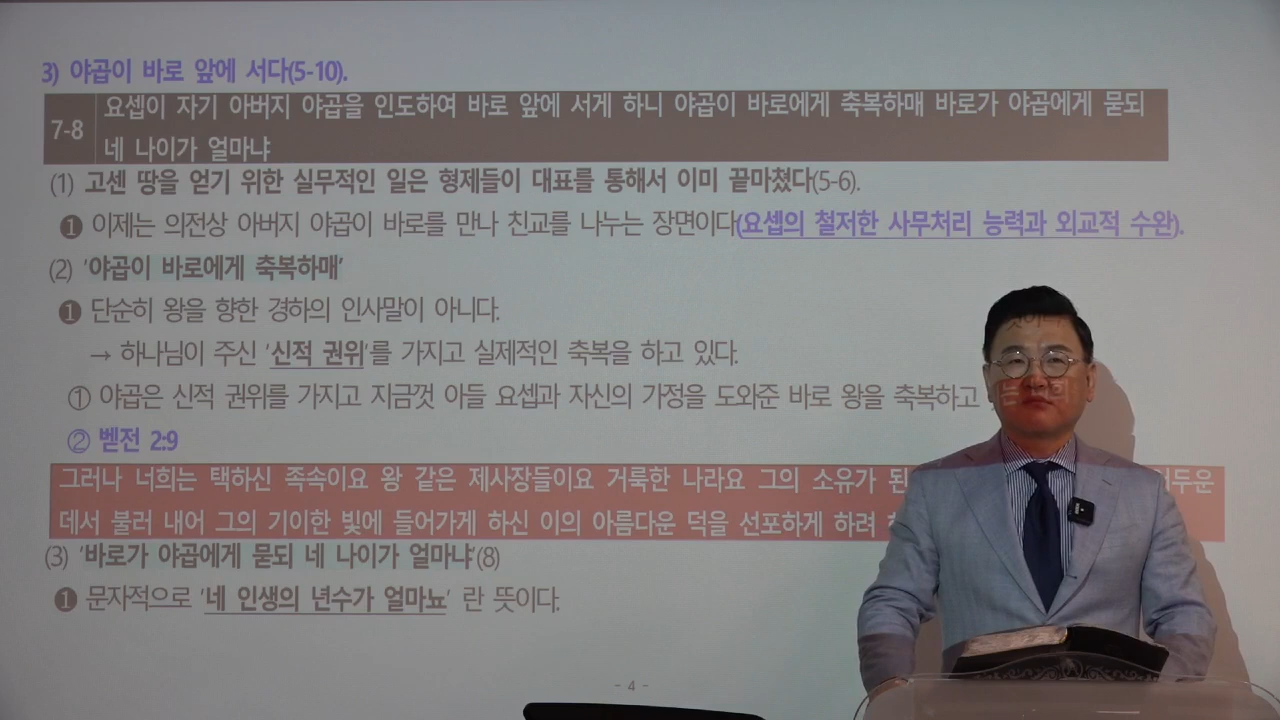 3) 야곱이 바로 앞에 서다(5-10).
7-8 요셉이 자기 아버지 야곱을 인도하여 바로 앞에 서게 하니 야곱이 바로에게 축복하매 바로가 야곱에게 묻되
네 나이가 얼마냐
(1) 고센 땅을 얻기 위한 실무적인 일은 형제들이 대표를 통해서 이미 끝마쳤다(5-6).
❶ 이제는 의전상 아버지 야곱이 바로를 만나 친교를 나누는 장면이다(요셉의 철저한 사무처리 능력과 외교적 수완).
(2) '야곱이 바로에게 축복하매'
❶ 단순히 왕을 향한 경하의 인사말이 아니다.
→ 하나님이 주신 '신적 권위'를 가지고 실제적인 축복을 하고 있다.
① 야곱은 신적 권위를 가지고 지금껏 아들 요셉과 자신의 가정을 도와준 바로 왕을 축복하고
② 벧전 2:9
그러나 너희는 택하신 족속이요 왕 같은 제사장들이요 거룩한 나라요 그의 소유가 된
데서 불러 내어 그의 기이한 빛에 들어가게 하신 이의 아름다운 덕을 선포하게 하려
(3) '바로가 야곱에게 묻되 네 나이가 얼마냐'(8)
❶ 문자적으로 '네 인생의 년수가 얼마뇨' 란 뜻이다.
- 4 -